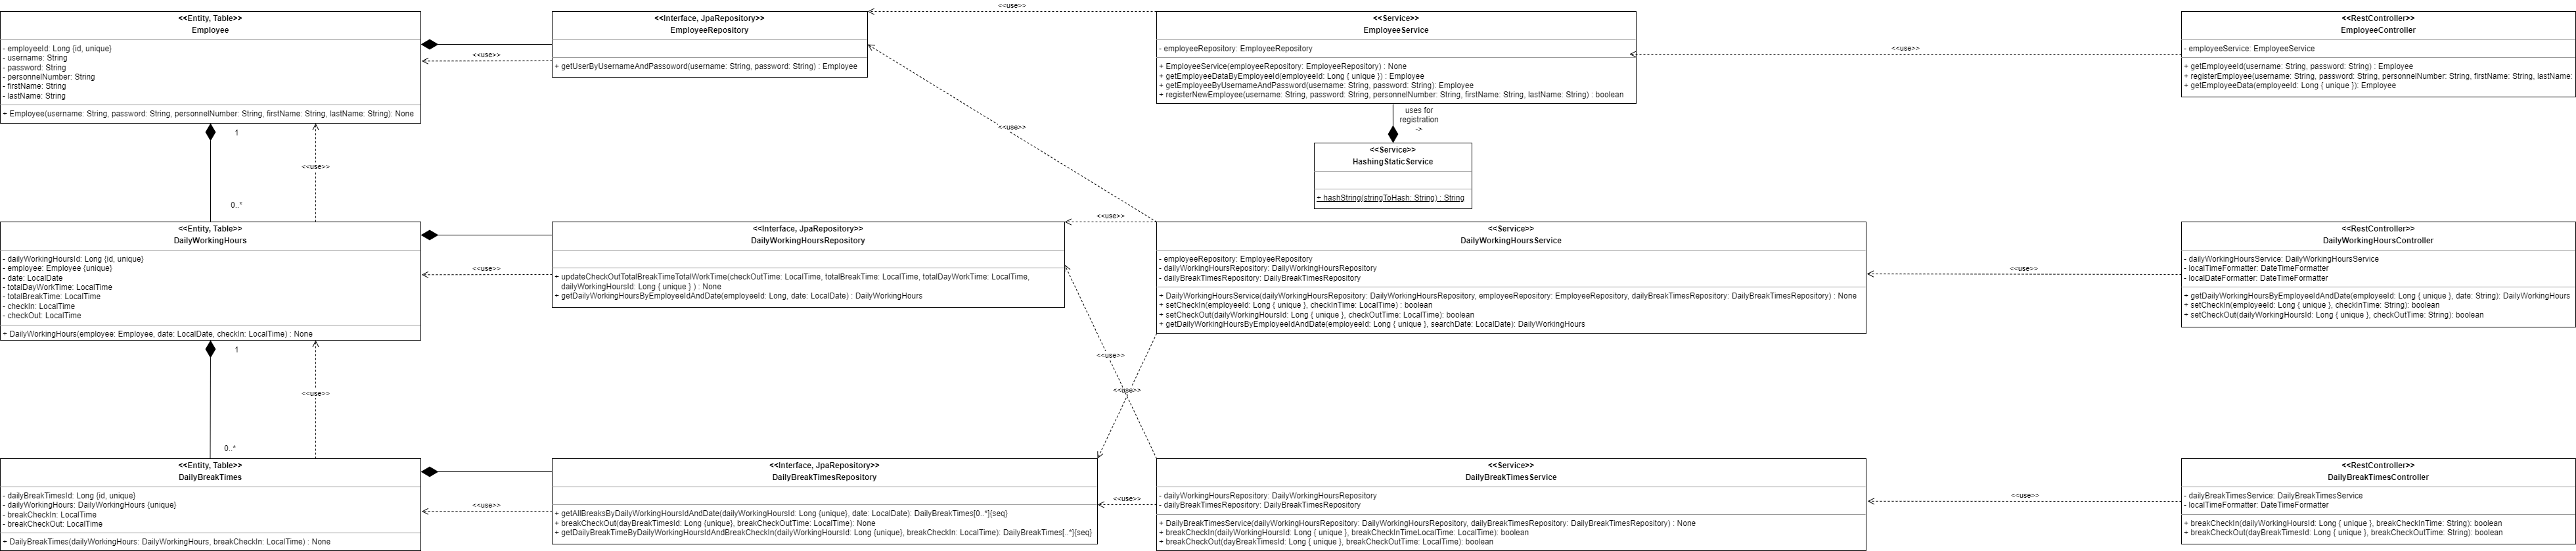 <<Entity, Table>>
Employee
- employeeId: Long {id, unique}
- username: String
- password: String
- personnelNumber: String
- firstName: String
- lastName: String
+ Employee(username: String, password: String, personnelNumber: String, firstName: String, lastName: String): None
<<use>>
<<Interface, JpaRepository>>
EmployeeRepository
+ getUserByUsernameAndPassoword(username: String, password: String) : Employee
<<use>>
<<Service>>
EmployeeService
- employeeRepository: EmployeeRepository
+ EmployeeService(employeeRepository: EmployeeRepository) : None
+ getEmployeeDataByEmployeeId(employeeId: Long { unique }) : Employee
+ getEmployeeByUsernameAndPassword(username: String, password: String): Employee
+ registerNewEmployee(username: String, password: String, personnelNumber: String, firstName: String, lastName: String) : boolean
<<use>>
<<RestController>>
EmployeeController
- employeeService: EmployeeService
+ getEmployeeId(username: String, password: String) : Employee
+ registerEmployee(username: String, password: String, personnelNumber: String, firstName: String, lastName:
+ getEmployeeData(employeeId: Long { unique }): Employee
1
<<use>>
0..*
<<use>>
uses for
registration
->
<<Service>>
HashingStaticService
+ hashString(stringToHash: String) : String
<<Entity, Table>>
DailyWorkingHours
- dailyWorkingHoursId: Long {id, unique}
- employee: Employee {unique}
- date: LocalDate
- totalDayWorkTime: LocalTime
- totalBreakTime: LocalTime
- checkIn: LocalTime
- checkOut: LocalTime
+ DailyWorkingHours(employee: Employee, date: LocalDate, checkIn: LocalTime) : None
<<use>>
<<Interface, JpaRepository>>
DailyWorkingHoursRepository
+ updateCheckOutTotalBreakTimeTotalWorkTime(checkOutTime: LocalTime, totalBreakTime: LocalTime, totalDayWorkTime: LocalTime,
dailyWorkingHoursId: Long { unique } ) : None
+ getDailyWorkingHoursByEmployeeIdAndDate(employeeId: Long, date: LocalDate) : DailyWorkingHours
<<use>>
<<Service>>
DailyWorkingHoursService
- employeeRepository: EmployeeRepository
- dailyWorkingHoursRepository: DailyWorkingHoursRepository
- dailyBreakTimesRepository: DailyBreakTimesRepository
+ DailyWorkingHoursService(dailyWorkingHoursRepository: DailyWorkingHoursRepository, employeeRepository: EmployeeRepository, dailyBreakTimesRepository: DailyBreakTimesRepository) : None
+ setCheckIn(employeeId: Long { unique }, checkInTime: LocalTime) : boolean
+ setCheckOut(dailyWorkingHoursId: Long { unique }, checkOutTime: LocalTime): boolean
+ getDailyWorkingHoursByEmployeeIdAndDate(employeeId: Long { unique }, searchDate: LocalDate): DailyWorkingHours
<<use>>
<<RestController>>
DailyWorkingHoursController
- dailyWorkingHoursService: DailyWorkingHoursService
- localTimeFormatter: DateTimeFormatter
- localDateFormatter: DateTimeFormatter
+ getDailyWorkingHoursByEmployeeIdAndDate(employeeId: Long { unique }, date: String): DailyWorkingHours
+ setCheckIn(employeeId: Long { unique }, checkInTime: String): boolean
+ setCheckOut(dailyWorkingHoursId: Long { unique }, checkOutTime: String): boolean
1
<<use>>
0..*
<<use>>
<<use>>
<<Entity, Table>>
DailyBreakTimes
- dailyBreakTimesId: Long {id, unique}
- dailyWorkingHours: DailyWorkingHours {unique}
- breakCheckIn: LocalTime
- breakCheckOut: LocalTime
+ DailyBreakTimes(dailyWorkingHours: DailyWorkingHours, breakCheckIn: LocalTime) : None
<<use>>
<<Interface, JpaRepository>>
DailyBreakTimesRepository
+ getAllBreaksByDailyWorkingHoursIdAndDate(dailyWorkingHoursId: Long {unique}, date: LocalDate): DailyBreakTimes[0..*]{seq}
+ breakCheckOut(dayBreakTimesId: Long {unique}, breakCheckOutTime: LocalTime): None
+ getDailyBreakTimeByDailyWorkingHoursIdAndBreakCheckIn(dailyWorkingHoursId: Long {unique}, breakCheckIn: LocalTime): DailyBreakTimes[..*]{seq}
<<use>>
<<Service>>
DailyBreakTimesService
- dailyWorkingHoursRepository: DailyWorkingHoursRepository
- dailyBreakTimesRepository: DailyBreakTimesRepository
+ DailyBreakTimesService(dailyWorkingHoursRepository: DailyWorkingHoursRepository, dailyBreakTimesRepository: DailyBreakTimesRepository) : None
+ breakCheckIn(dailyWorkingHoursId: Long { unique }, breakCheckInTimeLocalTime: LocalTime): boolean
+ breakCheckOut(dayBreakTimesId: Long { unique }, breakCheckOutTime: LocalTime): boolean
<<use>>
<<RestController>>
DailyBreakTimesController
- dailyBreakTimesService: DailyBreakTimesService
- localTimeFormatter: DateTimeFormatter
+ breakCheckIn(dailyWorkingHoursId: Long { unique }, breakCheckInTime: String): boolean
+ breakCheckOut(dayBreakTimesId: Long { unique }, breakCheckOutTime: String): boolean